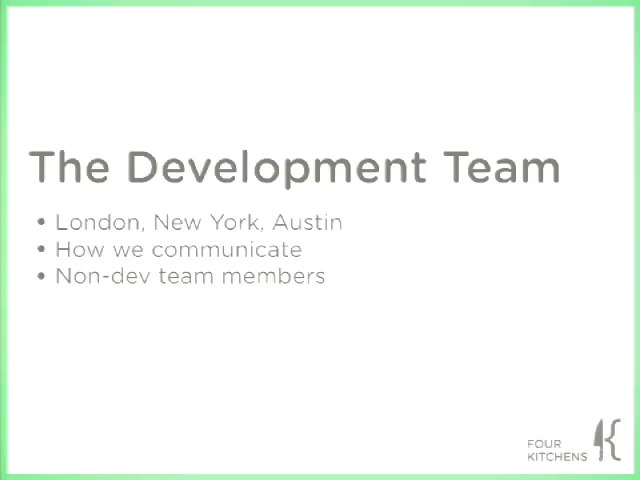 The Development Team
• London, New York, Austin
• How we communicate
• Non-dev team members
FOUR
KITCHENS